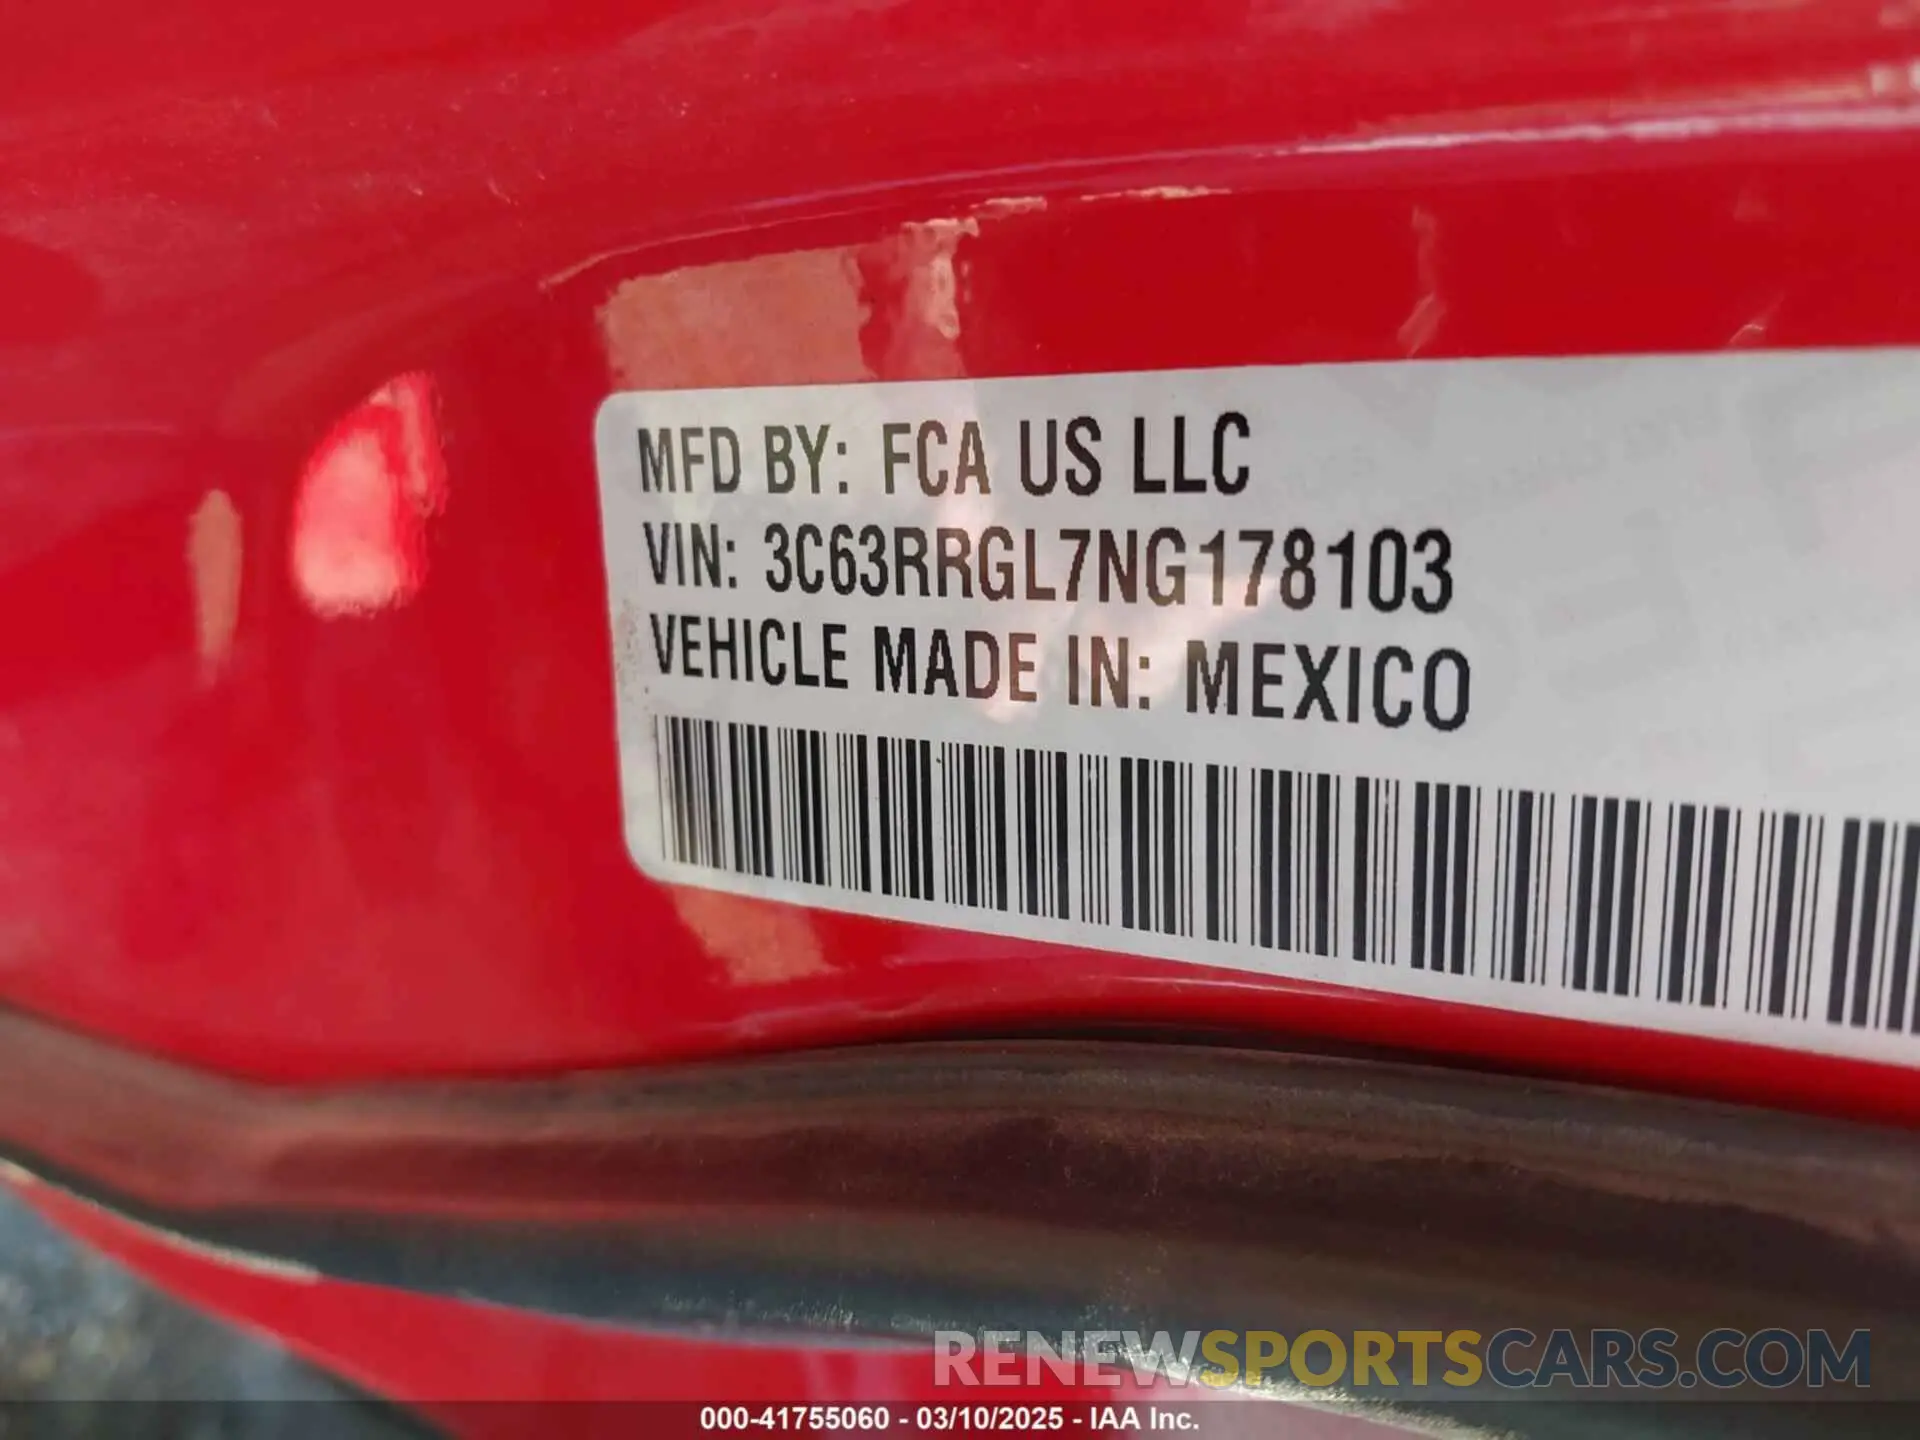 MFD BY: FCA US LLC
VIN: 3C63RRGL7NG178103
VEHICLE MADE IN: MEXICO
RENEWSPORTSCARS.COM
000-41755060 - 03/10/2025 - IAA Inc.